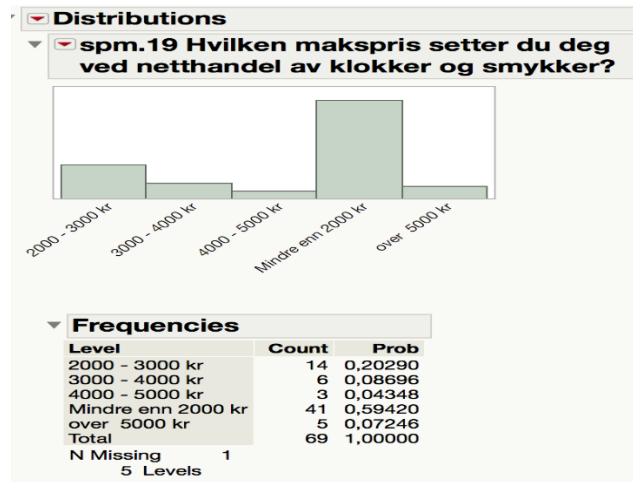 Distributions
spm.19 Hvilken makspris setter du deg
ved netthandel av klokker og smykker?
2000 - 3000 kr
3000 - 4000 kr
4000 - 5000 kr
Mindre enn 2000 kr
over 5000 kr
Frequencies
Level Count Prob
2000 - 3000 kr 14 0,20290
3000 - 4000 kr 6 0,08696
4000 - 5000 kr 3 0,04348
Mindre enn 2000 kr 41 0,59420
over 5000 kr 5 0,07246
Total 69 1,00000
N Missing 1
5 Levels